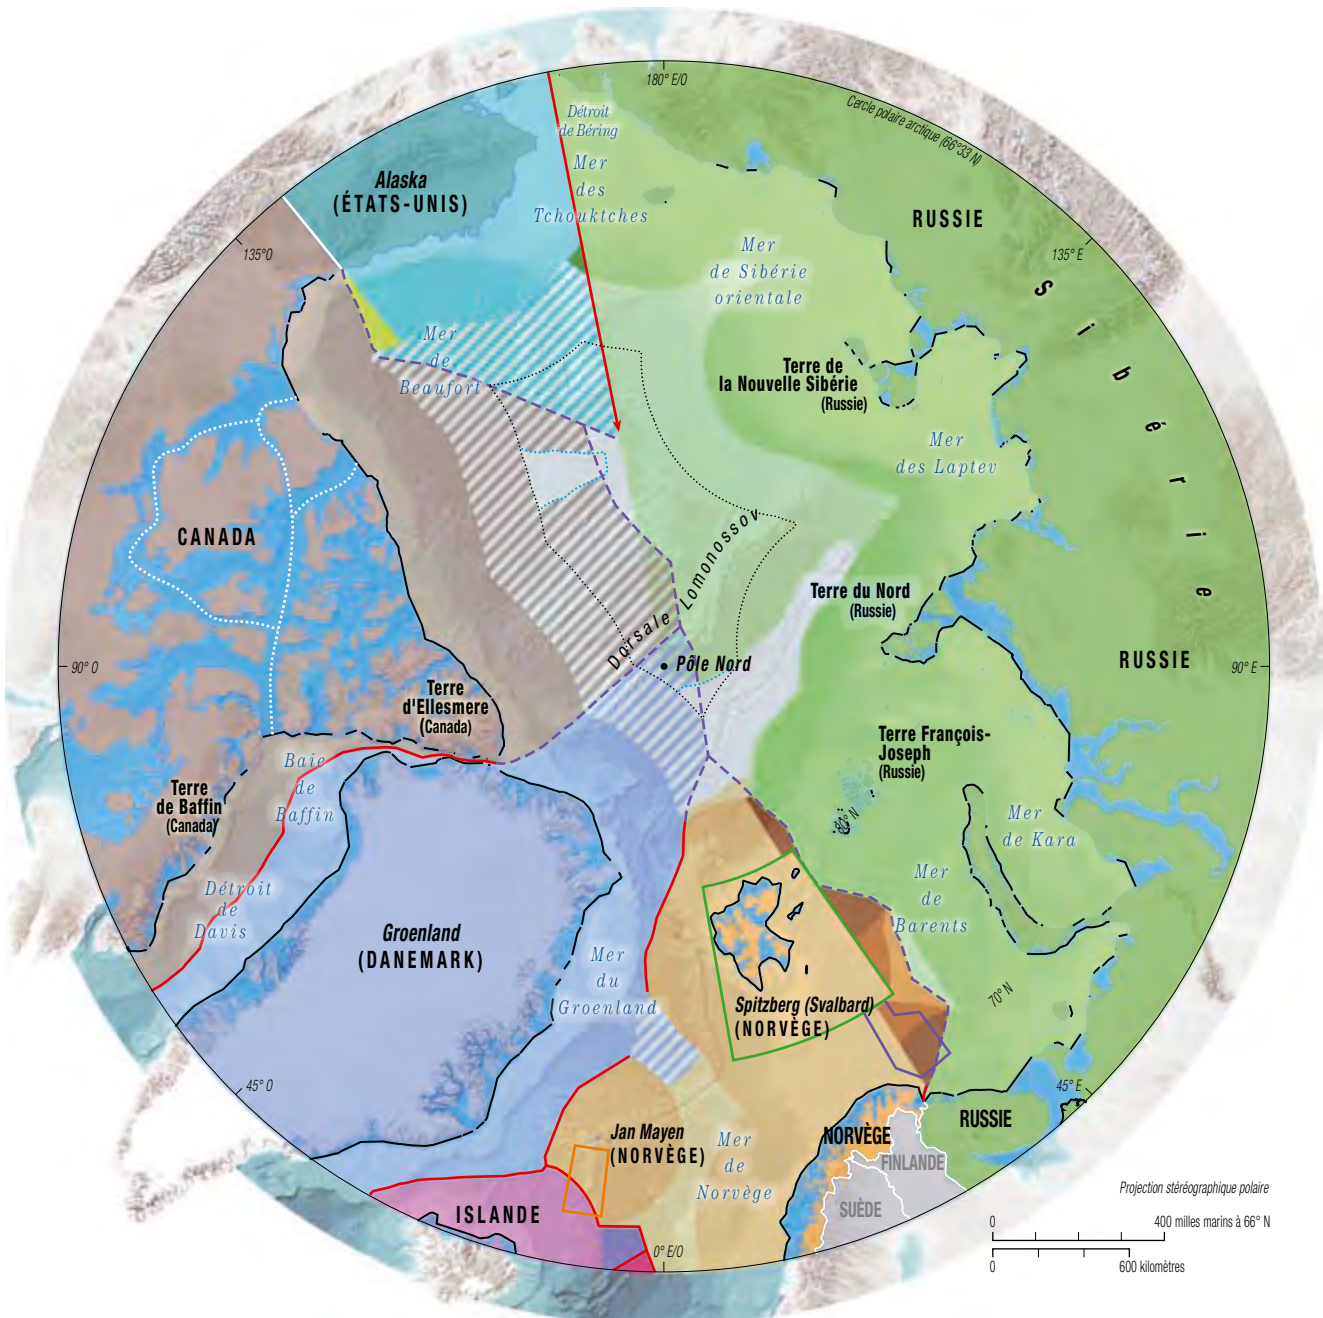 180° E/O
Cercle polaire arctique (66°33 N)
Détroit
de Béring
Mer
des
Tchouktches
Alaska
(ÉTATS-UNIS)
RUSSIE
135°O
135° E
Mer
de Sibérie
orientale
Sibérie
Mer
de
Beaufort
Terre de
la Nouvelle Sibérie
(Russie)
Mer
des Laptev
CANADA
Dorsale Lomonossov
Terre du Nord
(Russie)
90° O
Pôle Nord
RUSSIE
90° E
Terre
d'Ellesmere
(Canada)
Terre François-
Joseph
(Russie)
Baie
de
Baffin
Terre
de Baffin
(Canada)
80° N
Mer
de Kara
Détroit
de
Davis
Mer
de
Barents
Groenland
(DANEMARK)
Mer
du
Groenland
Spitzberg (Svalbard)
(NORVÈGE)
70° N
45° O
45° E
Jan Mayen
(NORVÈGE)
Mer
de
Norvège
NORVÈGE
RUSSIE
FINLANDE
SUÈDE
ISLANDE
0° E/O
Projection stéréographique polaire
0
400 milles marins à 66° N
0
600 kilomètres